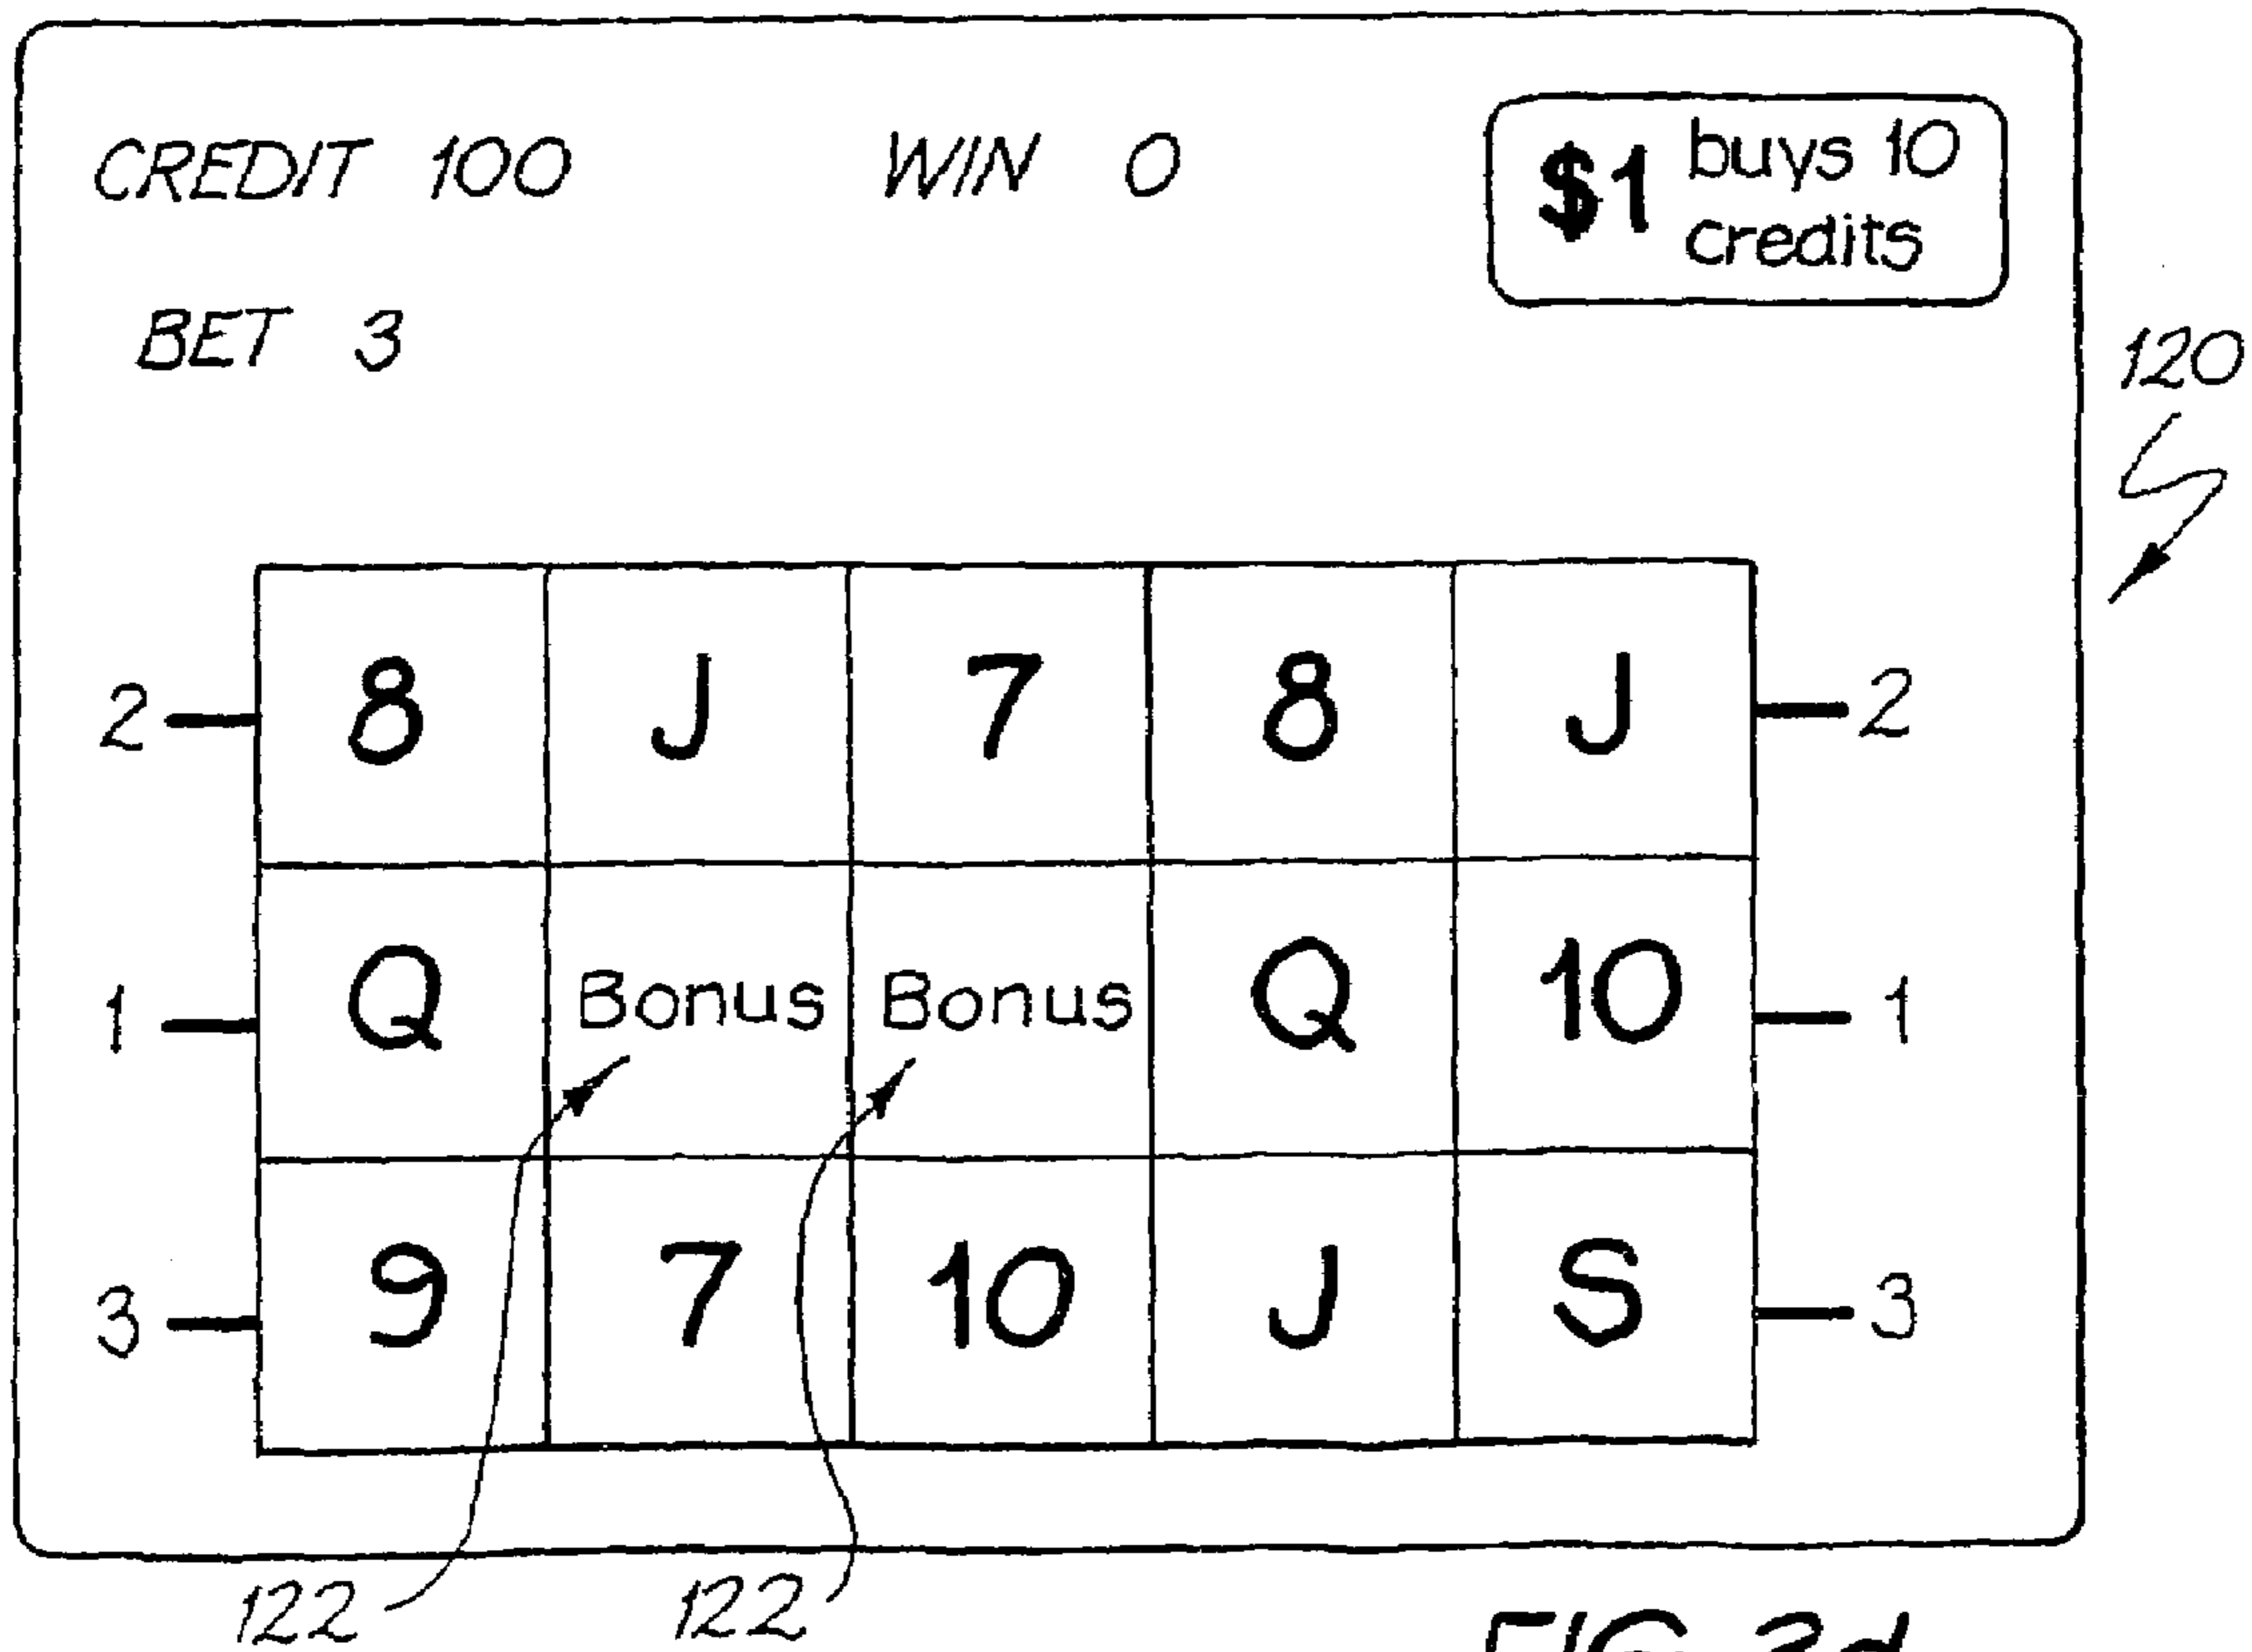 CREDIT 100 WIN 0 $1 buys 10
credits
BET 3
120
2 8 J 7 8 J 2
1 Q Bonus Bonus Q 10 1
3 9 7 10 J S 3
122 122